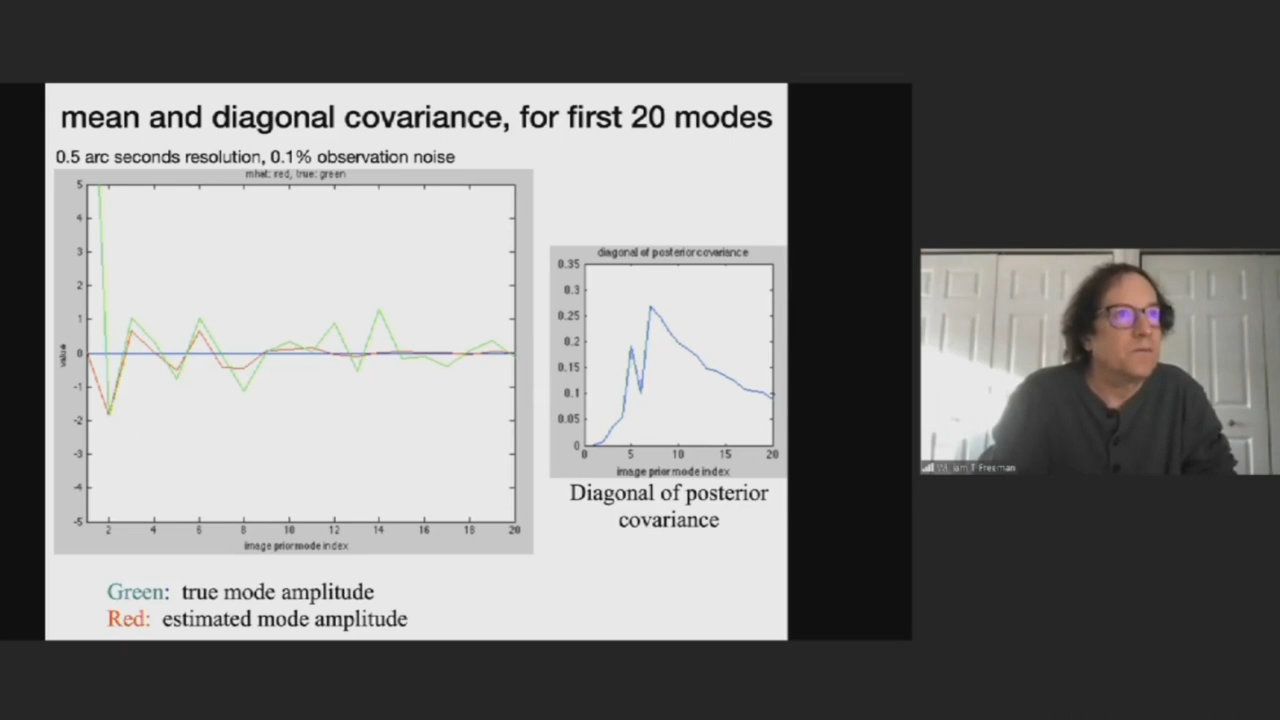 mean and diagonal covariance, for first 20 modes
0.5 arc seconds resolution, 0.1% observation noise
mhat: red, true: green
5
4
3
2
1
0
-1
-2
-3
-4
-5
value
2 4 6 8 10 12 14 16 18 20
image prior mode index
diagonal of posterior covariance
0.35
0.3
0.25
0.2
0.15
0.1
0.05
0
0 5 10 15 20
image prior mode index
Diagonal of posterior
covariance
Green: true mode amplitude
Red: estimated mode amplitude
William T Freeman